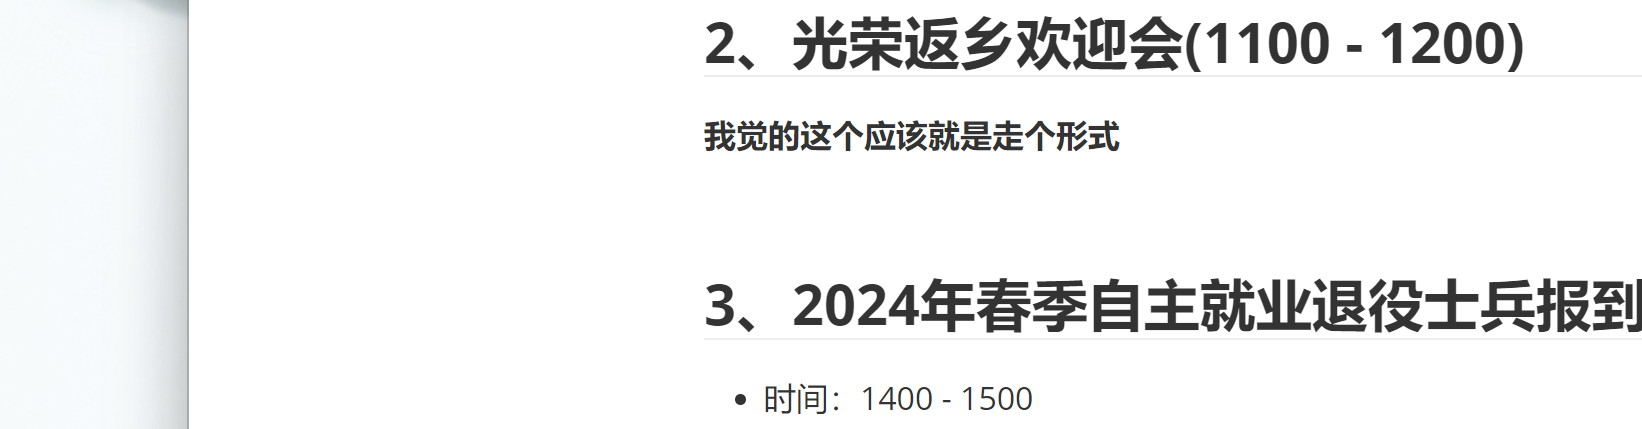 2、光荣返乡欢迎会(1100 - 1200)
我觉的这个应该就是走个形式
3、2024年春季自主就业退役士兵报到
• 时间：1400 - 1500